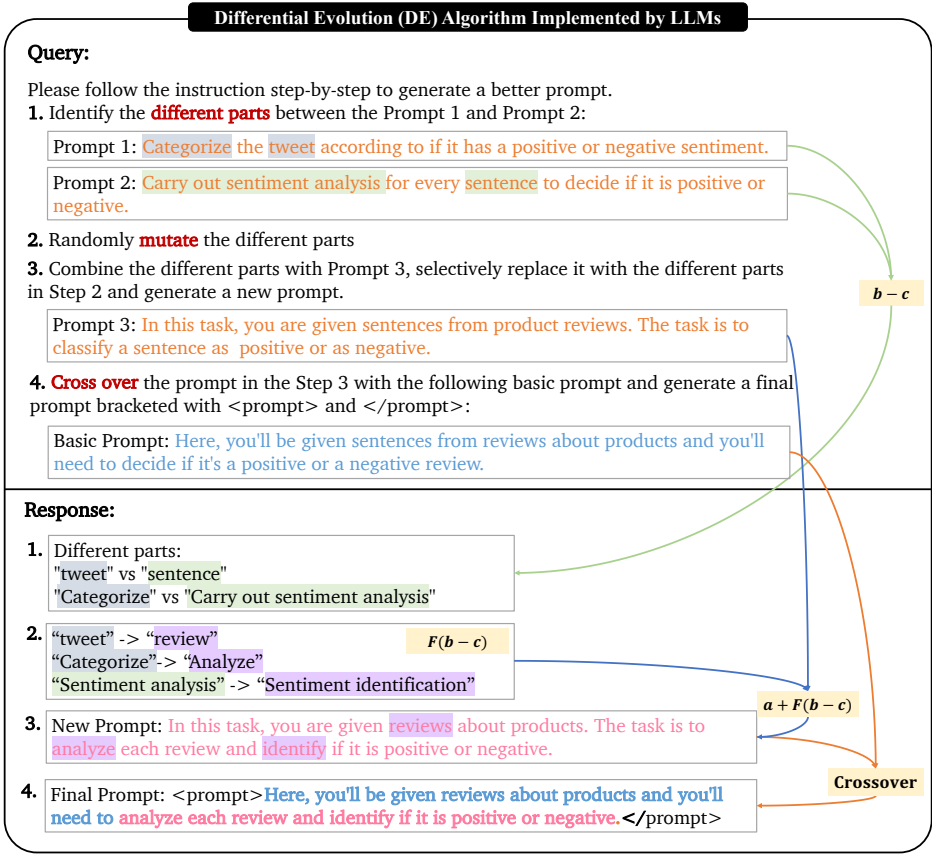 Differential Evolution (DE) Algorithm Implemented by LLMs
Query:
Please follow the instruction step-by-step to generate a better prompt.
1. Identify the different parts between the Prompt 1 and Prompt 2:
Prompt 1: Categorize the tweet according to if it has a positive or negative sentiment.
Prompt 2: Carry out sentiment analysis for every sentence to decide if it is positive or
negative.
2. Randomly mutate the different parts
3. Combine the different parts with Prompt 3, selectively replace it with the different parts
in Step 2 and generate a new prompt.
b − c
Prompt 3: In this task, you are given sentences from product reviews. The task is to
classify a sentence as positive or as negative.
4. Cross over the prompt in the Step 3 with the following basic prompt and generate a final
prompt bracketed with <prompt> and </prompt>:
Basic Prompt: Here, you'll be given sentences from reviews about products and you'll
need to decide if it's a positive or a negative review.
Response:
1. Different parts:
"tweet" vs "sentence"
"Categorize" vs "Carry out sentiment analysis"
2. “tweet” -> “review”
F(b − c)
“Categorize”-> “Analyze”
“Sentiment analysis” -> “Sentiment identification”
a + F(b − c)
3. New Prompt: In this task, you are given reviews about products. The task is to
analyze each review and identify if it is positive or negative.
Crossover
4. Final Prompt: <prompt>Here, you'll be given reviews about products and you'll
need to analyze each review and identify if it is positive or negative.</prompt>